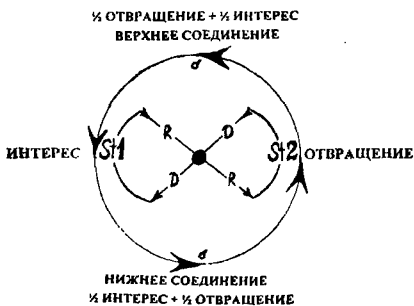 ½ ОТВРАЩЕНИЕ + ½ ИНТЕРЕС
ВЕРХНЕЕ СОЕДИНЕНИЕ
σ
R D
ИНТЕРЕС St1 St2 ОТВРАЩЕНИЕ
D R
σ
НИЖНЕЕ СОЕДИНЕНИЕ
½ ИНТЕРЕС + ½ ОТВРАЩЕНИЕ